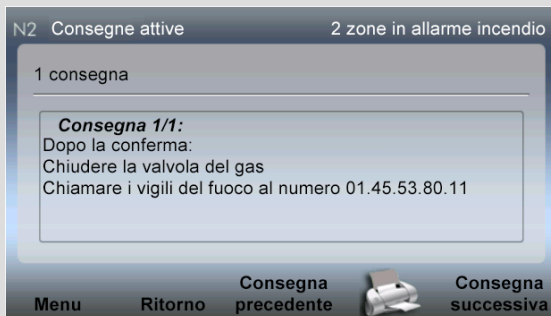 N2 Consegne attive 2 zone in allarme incendio
1 consegna
Consegna 1/1:
Dopo la conferma:
Chiudere la valvola del gas
Chiamare i vigili del fuoco al numero 01.45.53.80.11
Menu Ritorno Consegna precedente Consegna successiva